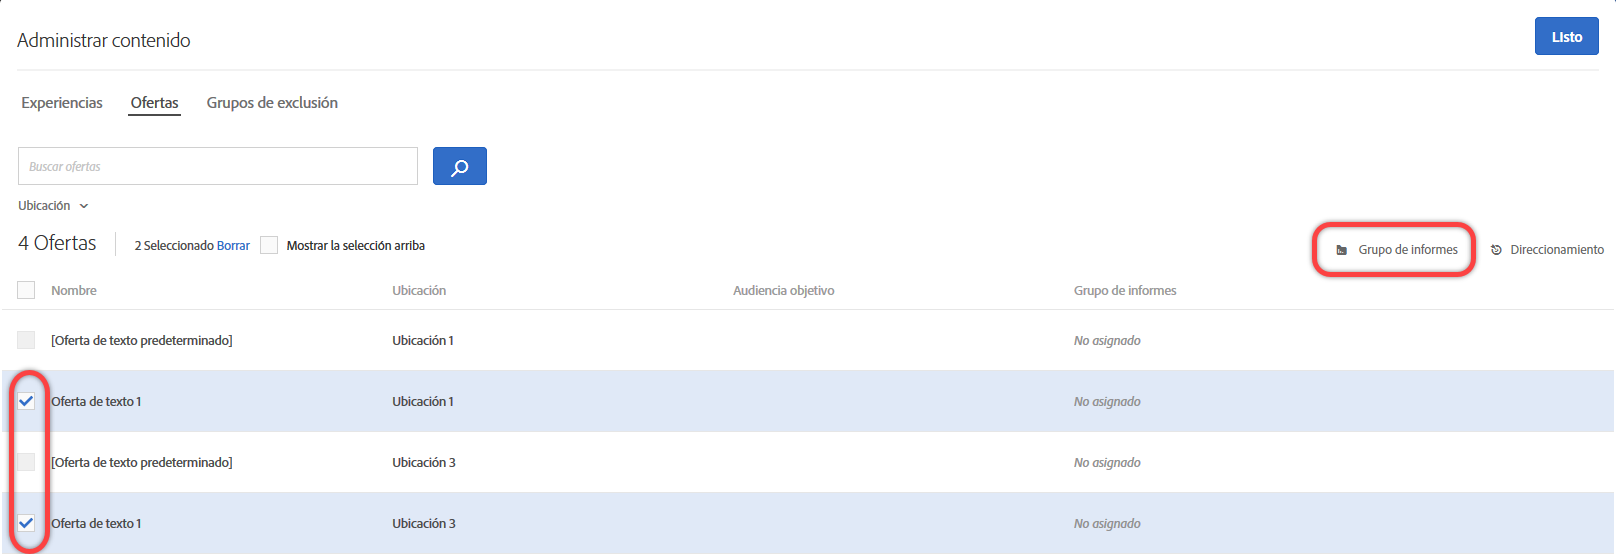 Administrar contenido
Listo
Experiencias Ofertas Grupos de exclusión
Buscar ofertas
Ubicación
4 Ofertas 2 Seleccionado Borrar Mostrar la selección arriba
Grupo de informes Direccionamiento
Nombre Ubicación Audiencia objetivo Grupo de informes
[Oferta de texto predeterminado] Ubicación 1 No asignado
Oferta de texto 1 Ubicación 1 No asignado
[Oferta de texto predeterminado] Ubicación 3 No asignado
Oferta de texto 1 Ubicación 3 No asignado